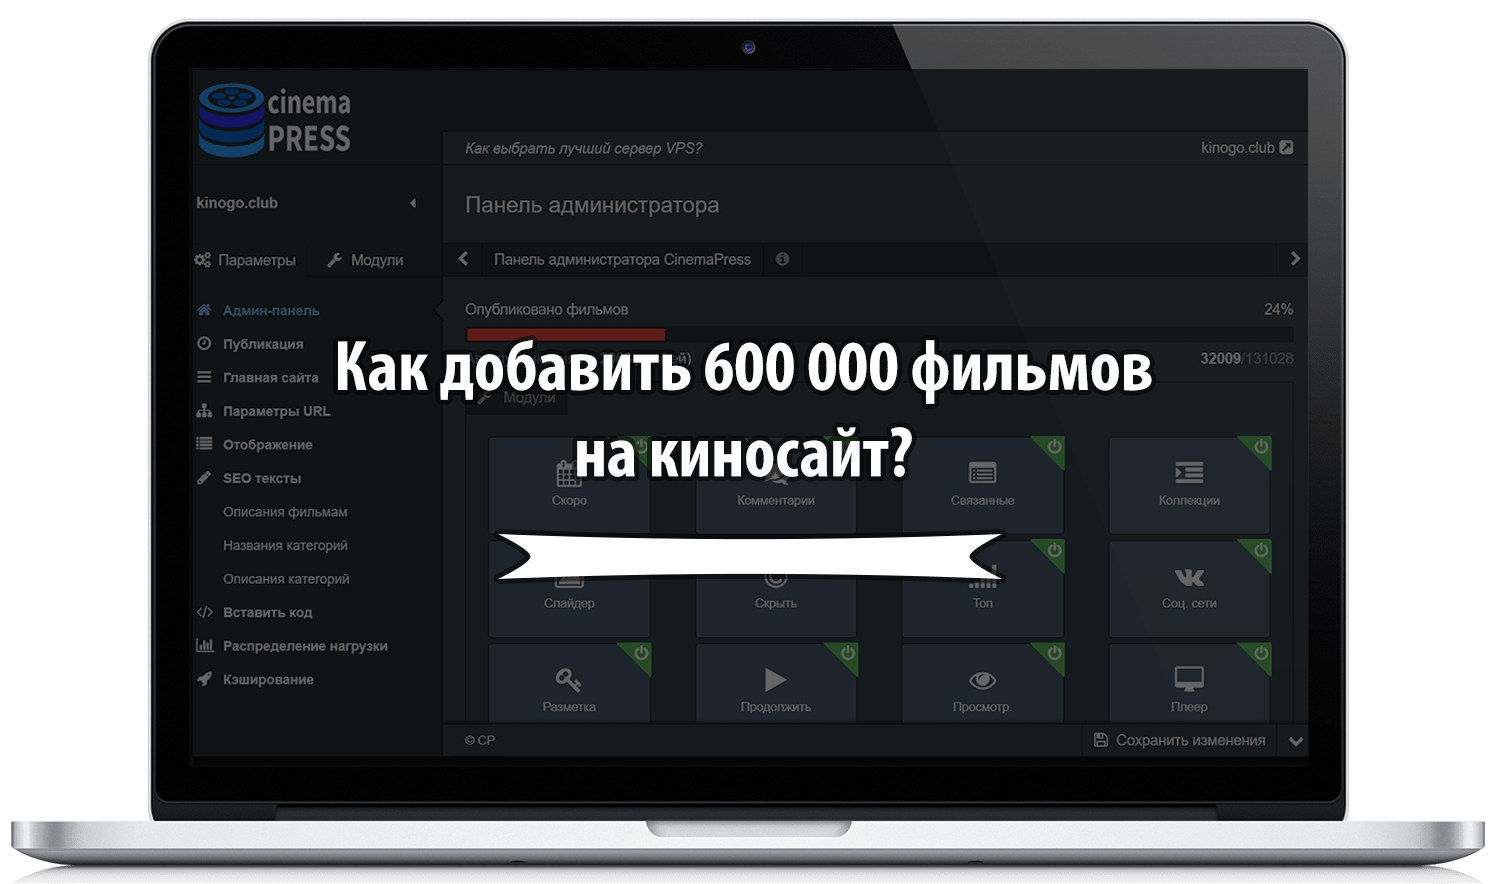 cinema
PRESS
Как выбрать лучший сервер VPS?
kinogo.club
kinogo.club
Панель администратора
Параметры
Модули
Панель администратора CinemaPress
Админ-панель
Опубликовано фильмов
24%
Публикация
32009/131028
Как добавить 600 000 фильмов
на киносайт?
Главная сайта
Модули
Параметры URL
Отображение
SEO тексты
Скоро
Комментарии
Связанные
Коллекции
Описания фильмам
Названия категорий
Описания категорий
Слайдер
Скрыть
Топ
Соц. сети
Вставить код
Распределение нагрузки
Кэширование
Разметка
Продолжить
Просмотр.
Плеер
© CP
Сохранить изменения